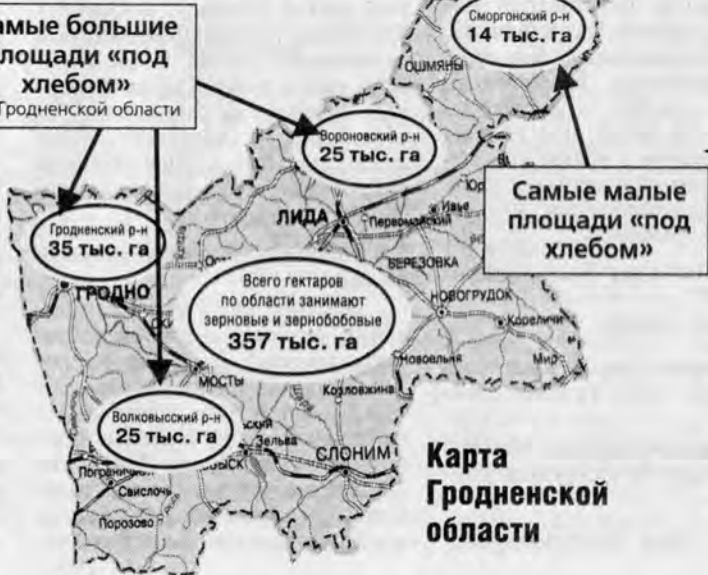 самые большие
площади «под
хлебом»
Гродненской области
Сморгонский р-н
14 тыс. га
ОШМЯНЫ
Вороновский р-н
25 тыс. га
Самые малые
площади «под
хлебом»
ЛИДА
Первомайский
Ивье
Гродненский р-н
35 тыс. га
БЕРЕЗОВКА
ГРОДНО
Всего гектаров
по области занимают
зерновые и зернобобовые
357 тыс. га
НОВОГРУДОК
Кореличи
Новоельня
Мир
МОСТЫ
Козловжина
Волковысский р-н
25 тыс. га
Зельва
СЛОНИМ
Свислочь
Порозово
Карта
Гродненской
области